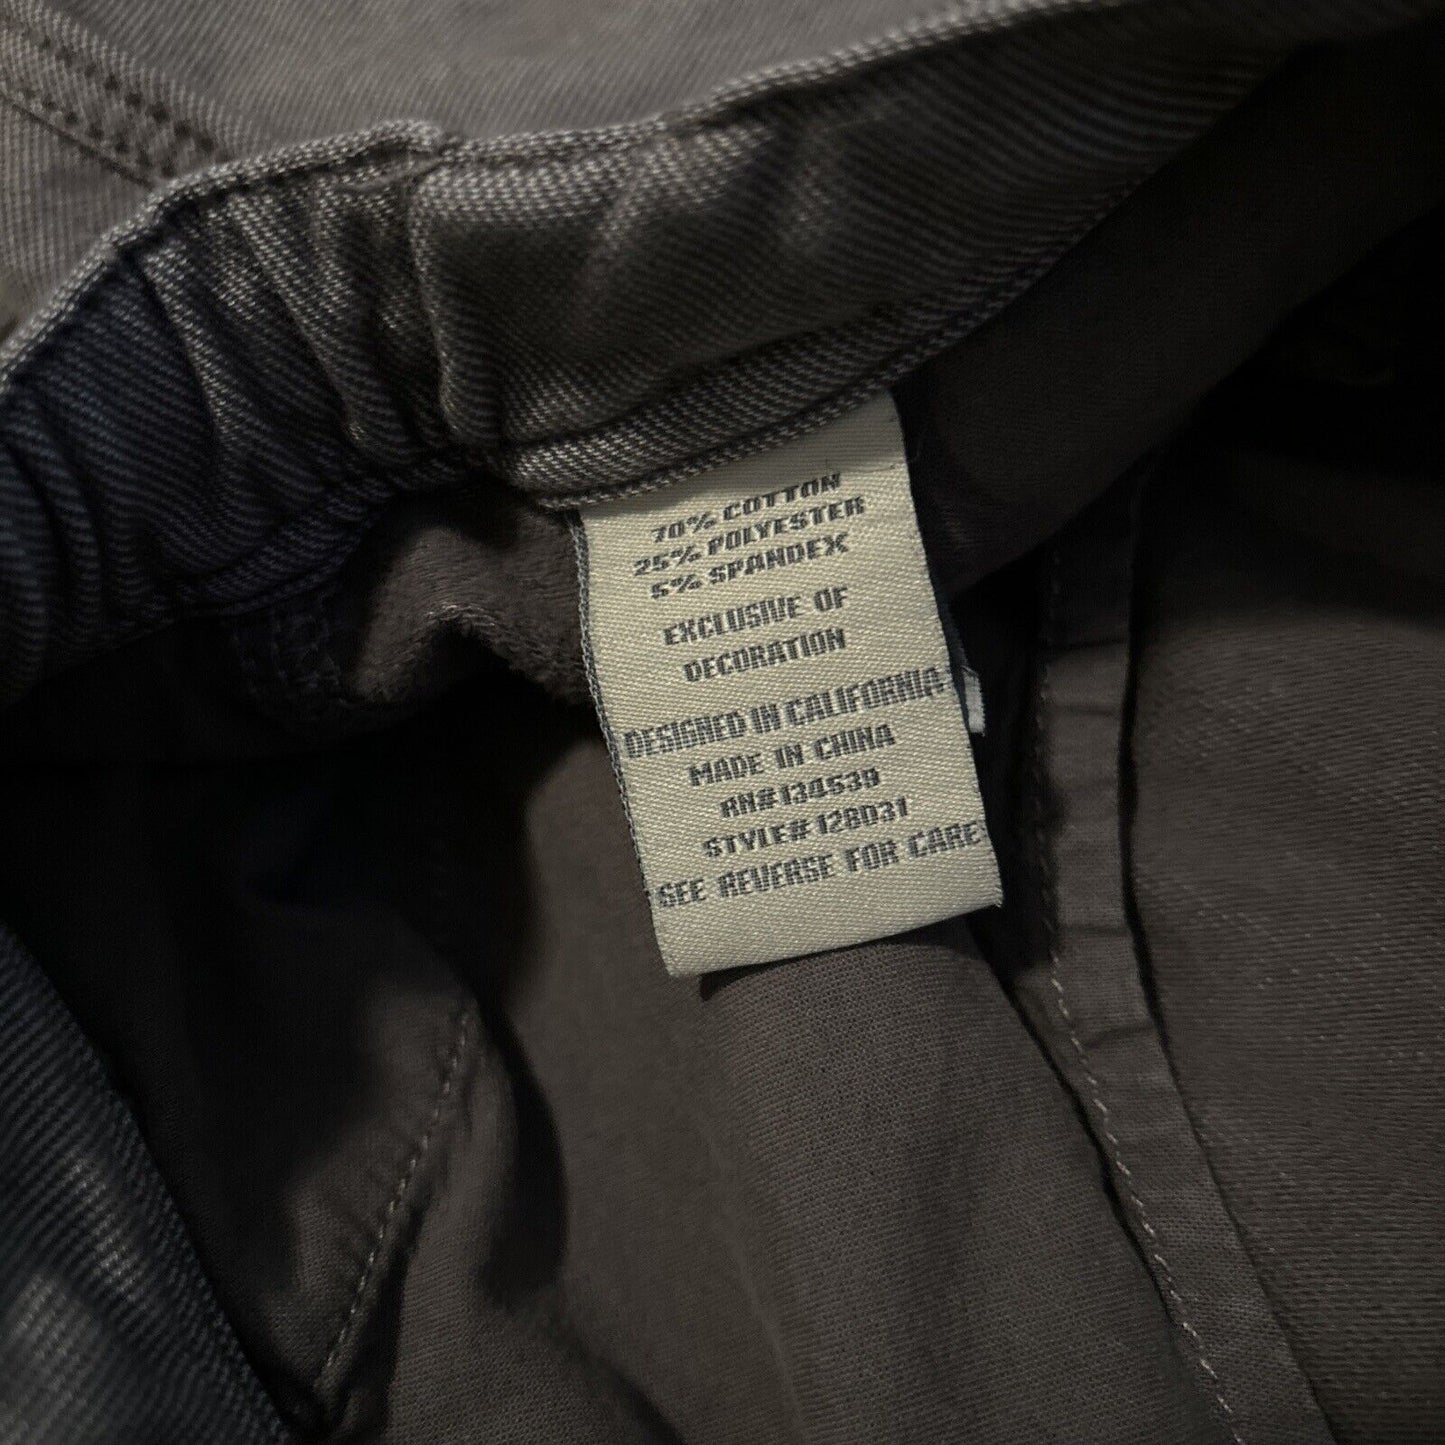 70% COTTON
25% POLYESTER
5% SPANDEX
EXCLUSIVE OF
DECORATION
DESIGNED IN CALIFORNIA
MADE IN CHINA
RN#134539
STYLE#128031
SEE REVERSE FOR CARE